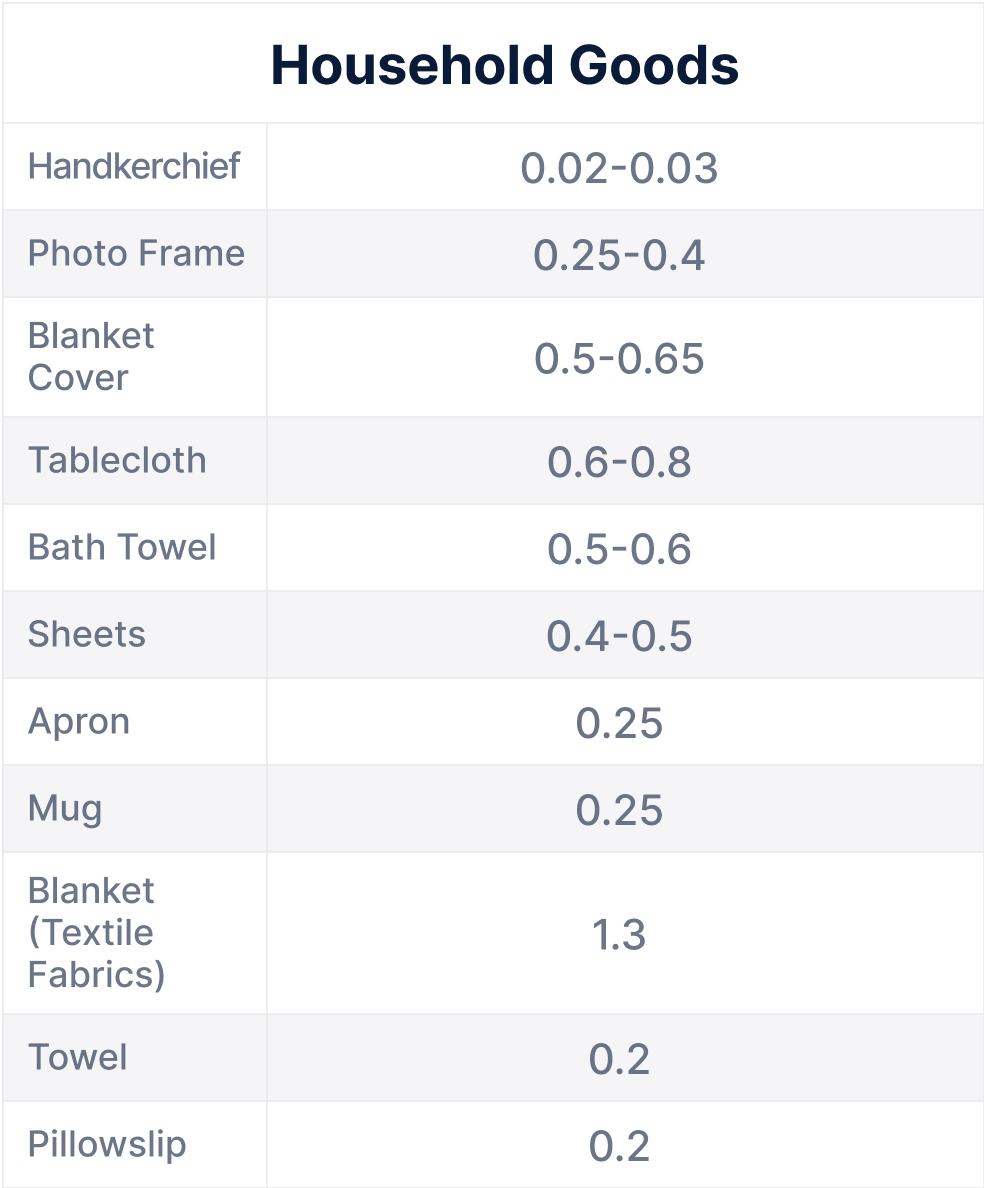 Household Goods
Handkerchief
0.02-0.03
Photo Frame
0.25-0.4
Blanket
Cover
0.5-0.65
Tablecloth
0.6-0.8
Bath Towel
0.5-0.6
Sheets
0.4-0.5
Apron
0.25
Mug
0.25
Blanket
(Textile
Fabrics)
1.3
Towel
0.2
Pillowslip
0.2